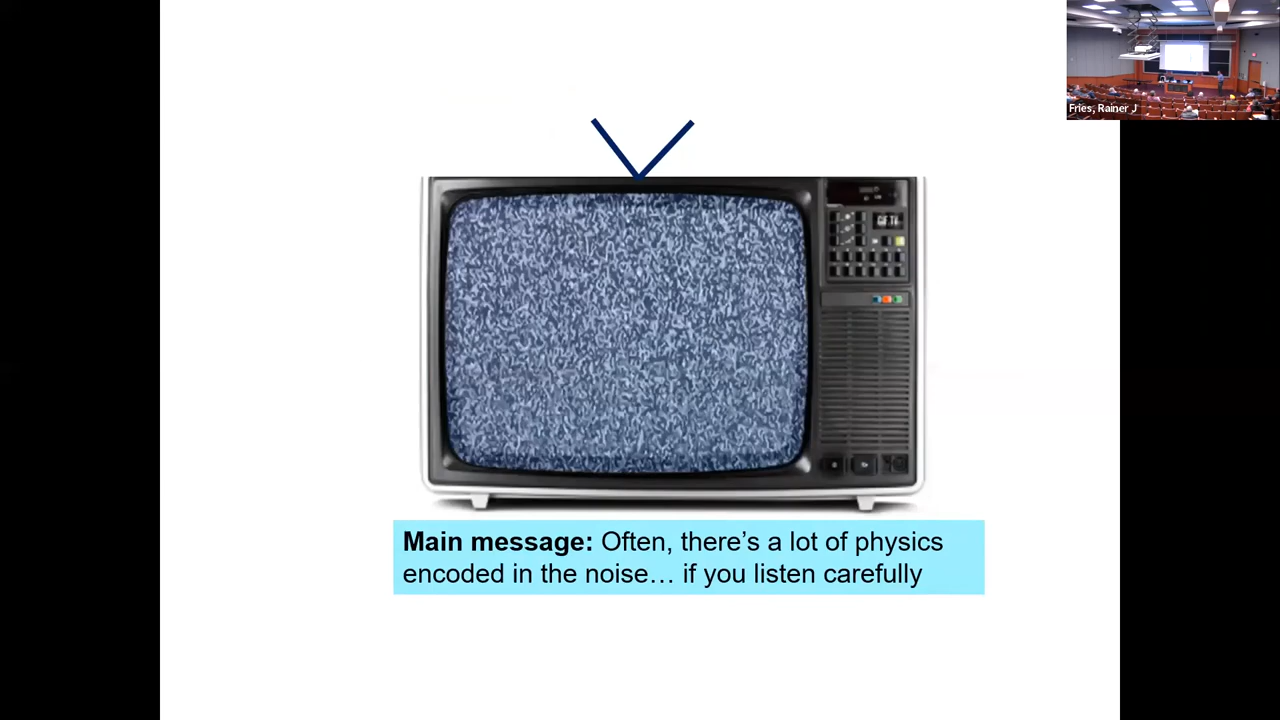 Fries, Rainer J
Main message: Often, there’s a lot of physics
encoded in the noise… if you listen carefully